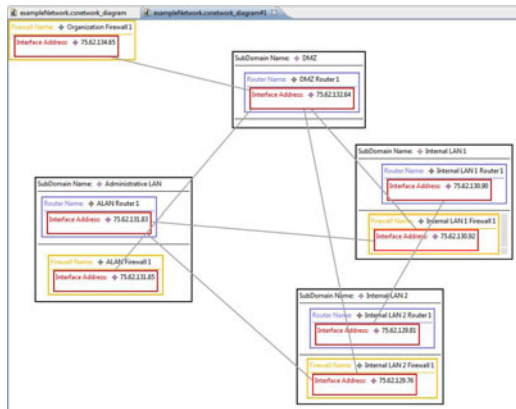 exampleNetwork.csnetwork_diagram
exampleNetwork.csnetwork_diagram#1
Firewall Name: Organization Firewall 1
Interface Address: 75.62.134.65
SubDomain Name: DMZ
Router Name: DMZ Router 1
Interface Address: 75.62.132.64
SubDomain Name: Internal LAN 1
Router Name: Internal LAN 1 Router 1
Interface Address: 75.62.130.90
Firewall Name: Internal LAN 1 Firewall 1
Interface Address: 75.62.130.92
SubDomain Name: Administrative LAN
Router Name: ALAN Router 1
Interface Address: 75.62.131.83
Firewall Name: ALAN Firewall 1
Interface Address: 75.62.131.85
SubDomain Name: Internal LAN 2
Router Name: Internal LAN 2 Router 1
Interface Address: 75.62.129.81
Firewall Name: Internal LAN 2 Firewall 1
Interface Address: 75.62.129.76